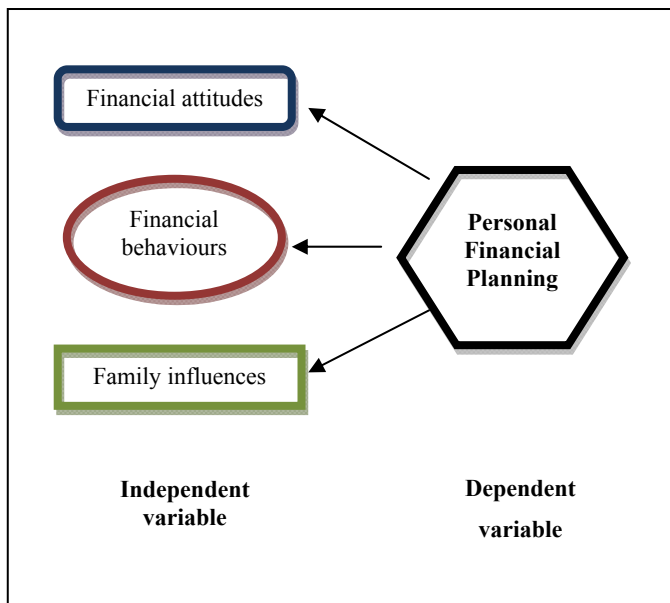 Financial attitudes
Financial
behaviours
Family influences
Personal
Financial
Planning
Independent
variable
Dependent
variable